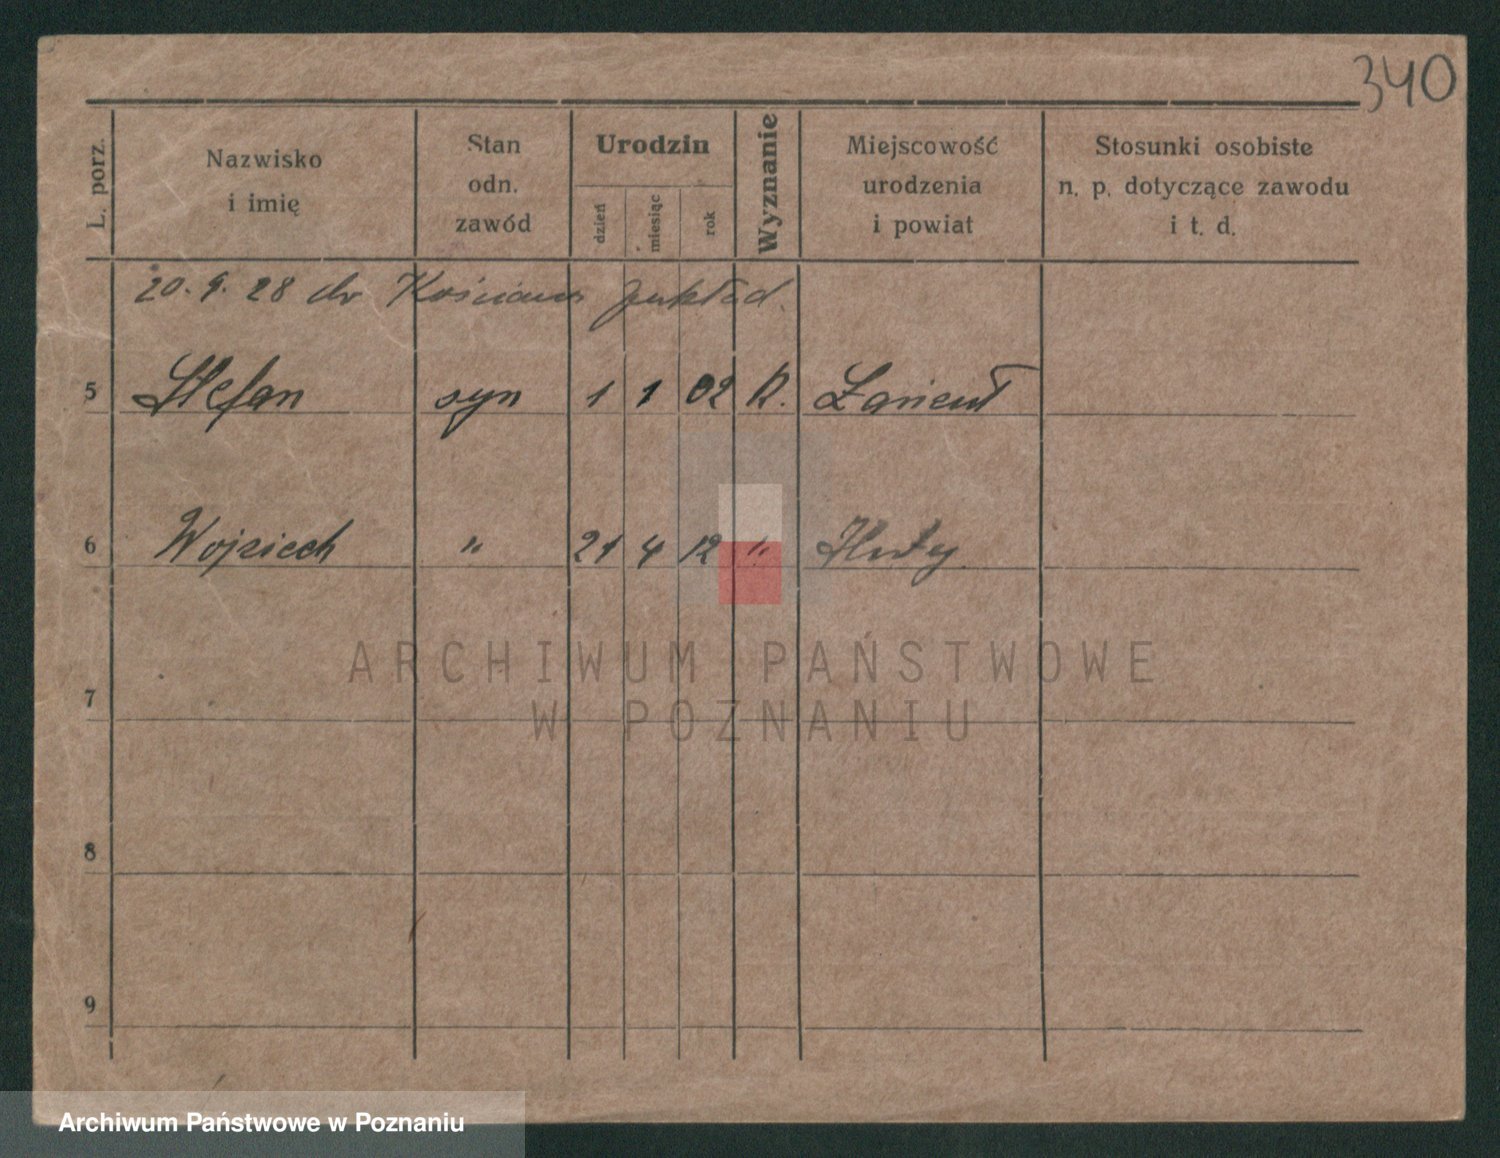 340
L. porz.
Nazwisko i imię
Stan odn. zawód
Urodzin
dzień miesiąc rok
Wyznanie
Miejscowość urodzenia i powiat
Stosunki osobiste n. p. dotyczące zawodu i t. d.
20. 9. 28 do
5 Stefan syn 1 1 02 R.
6 Wojciech " 21 4 12 " Huty
7
8
9
ARCHIWUM PAŃSTWOWE
W POZNANIU
Archiwum Państwowe w Poznaniu